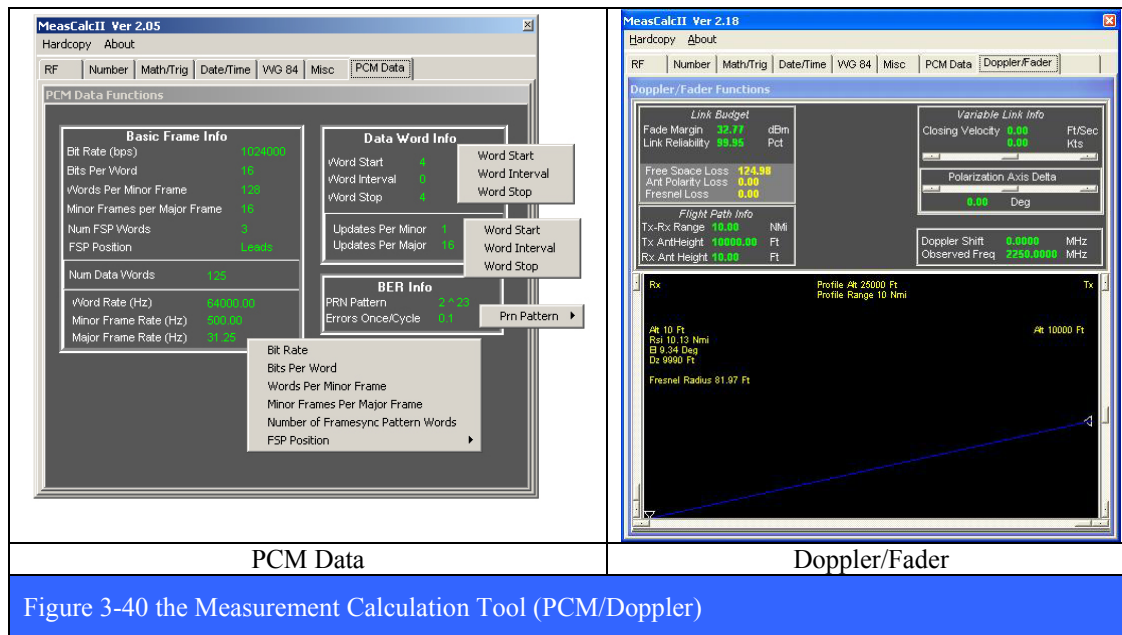 MeasCalcII Ver 2.05
Hardcopy About
RF Number Math/Trig Date/Time WG 84 Misc PCM Data
PCM Data Functions
Basic Frame Info
Bit Rate (bps) 1024000
Bits Per Word 16
Words Per Minor Frame 128
Minor Frames per Major Frame 16
Num FSP Words 3
FSP Position Leads
Num Data Words 125
Word Rate (Hz) 64000.00
Minor Frame Rate (Hz) 500.00
Major Frame Rate (Hz) 31.25
Data Word Info
Word Start 4
Word Interval 0
Word Stop 4
Updates Per Minor 1
Updates Per Major 16
BER Info
PRN Pattern 2 ^ 23
Errors Once/Cycle 0.1
Word Start
Word Interval
Word Stop
Word Start
Word Interval
Word Stop
Prn Pattern
Bit Rate
Bits Per Word
Words Per Minor Frame
Minor Frames Per Major Frame
Number of Framesync Pattern Words
FSP Position
MeasCalcII Ver 2.18
Hardcopy About
RF Number Math/Trig Date/Time WG 84 Misc PCM Data Doppler/Fader
Doppler/Fader Functions
Link Budget
Fade Margin 32.77 dBm
Link Reliability 99.95 Pct
Free Space Loss 124.98
Ant Polarity Loss 0.00
Fresnel Loss 0.00
Flight Path Info
Tx-Rx Range 10.00 NMi
Tx AntHeight 10000.00 Ft
Rx Ant Height 10.00 Ft
Variable Link Info
Closing Velocity 0.00 Ft/Sec
0.00 Kts
Polarization Axis Delta
0.00 Deg
Doppler Shift 0.0000 MHz
Observed Freq 2250.0000 MHz
Rx Profile Alt 25000 Ft Tx
Profile Range 10 Nmi
Alt 10 Ft Alt 10000 Ft
Rsi 10.13 Nmi
El 9.34 Deg
Dz 9990 Ft
Fresnel Radius 81.97 Ft
PCM Data
Doppler/Fader
Figure 3-40 the Measurement Calculation Tool (PCM/Doppler)